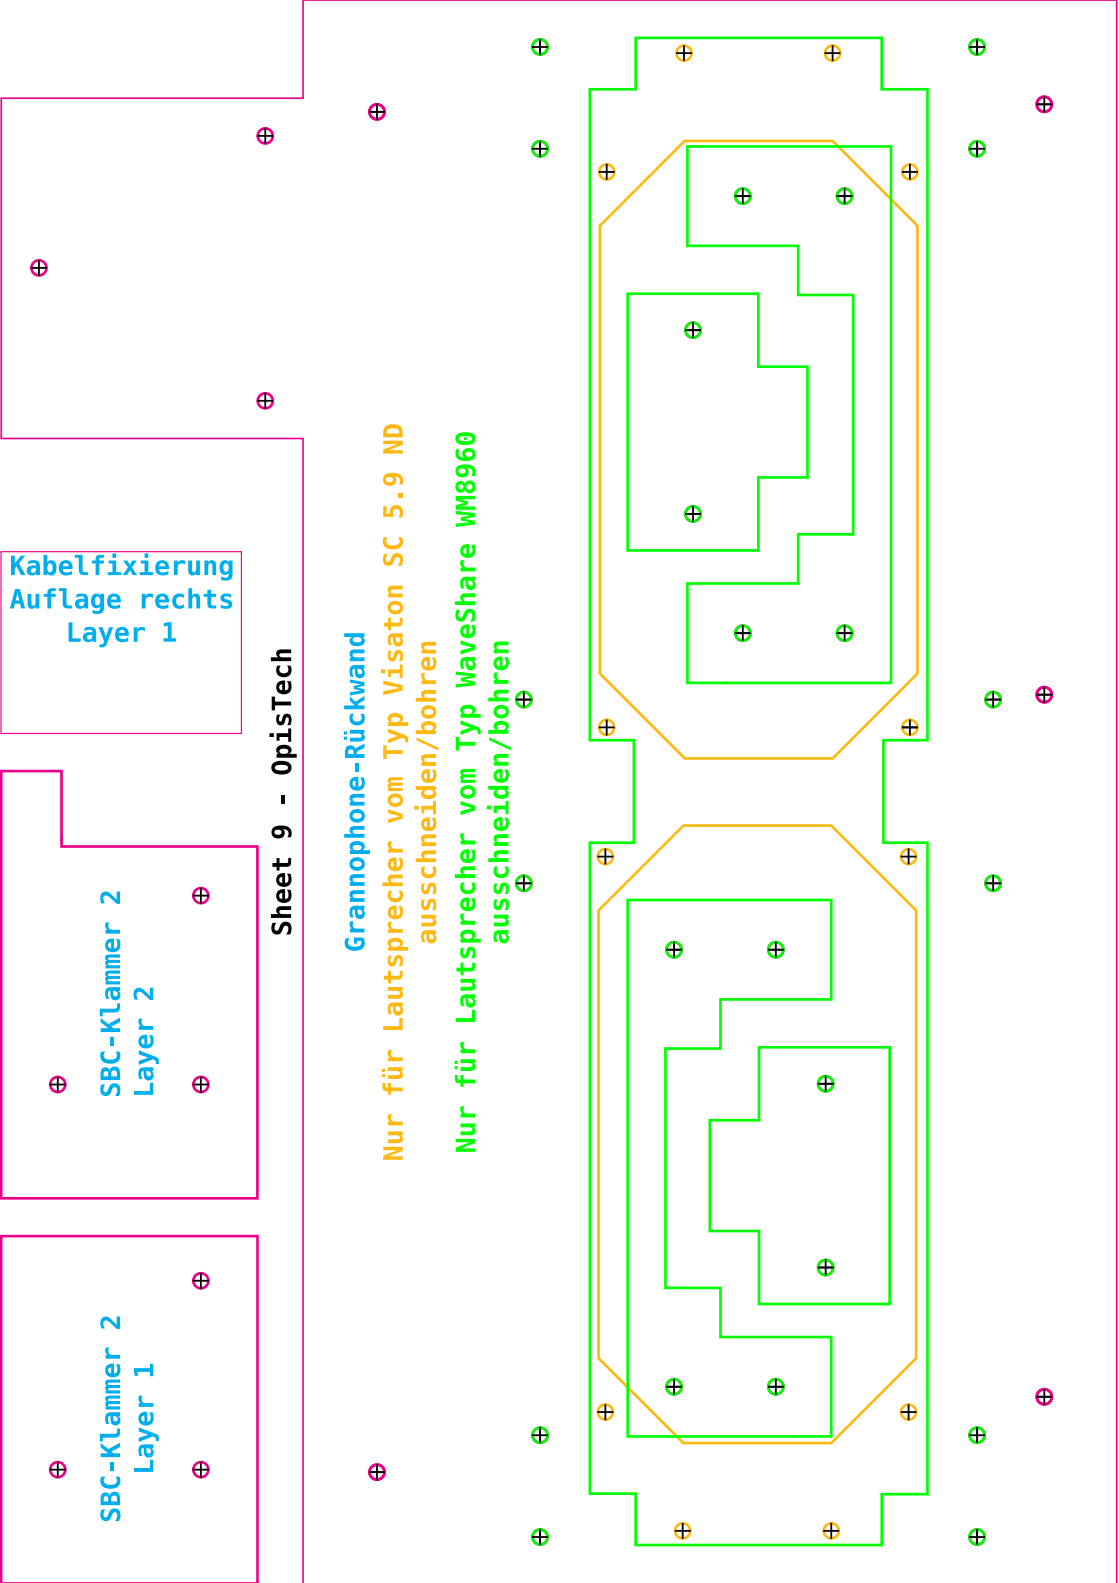 Kabelfixierung
Auflage rechts
Layer 1
SBC-Klammer 2
Layer 2
SBC-Klammer 2
Layer 1
Sheet 9 - OpisTech
Grannophone-Rückwand
Nur für Lautsprecher vom Typ Visaton SC 5.9 ND
ausschneiden/bohren
Nur für Lautsprecher vom Typ WaveShare WM8960
ausschneiden/bohren